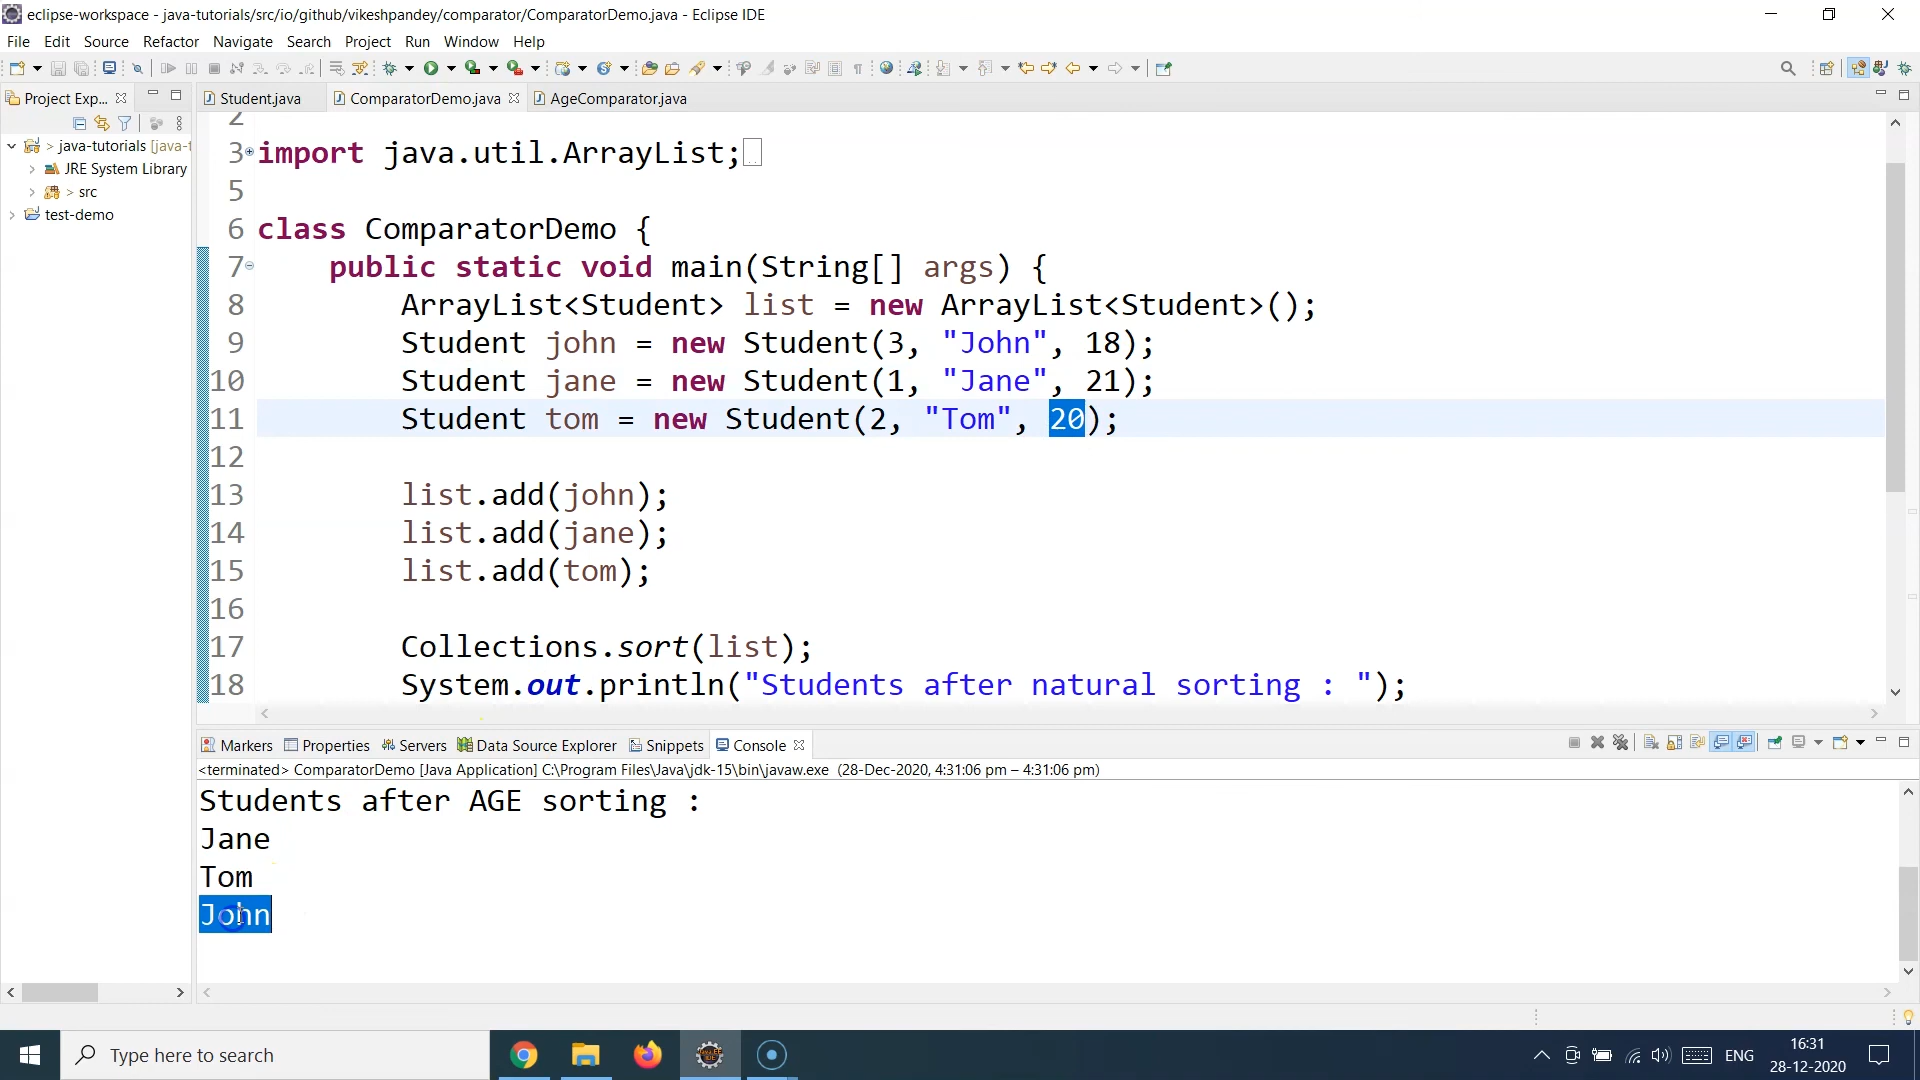 eclipse-workspace - java-tutorials/src/io/github/vikeshpandey/comparator/ComparatorDemo.java - Eclipse IDE
File Edit Source Refactor Navigate Search Project Run Window Help
Project Exp... Student.java ComparatorDemo.java AgeComparator.java
> java-tutorials [java-t
JRE System Library
> src
test-demo
2
3 import java.util.ArrayList;
5
6 class ComparatorDemo {
7 public static void main(String[] args) {
8 ArrayList<Student> list = new ArrayList<Student>();
9 Student john = new Student(3, "John", 18);
10 Student jane = new Student(1, "Jane", 21);
11 Student tom = new Student(2, "Tom", 20);
12
13 list.add(john);
14 list.add(jane);
15 list.add(tom);
16
17 Collections.sort(list);
18 System.out.println("Students after natural sorting : ");
Markers Properties Servers Data Source Explorer Snippets Console
<terminated> ComparatorDemo [Java Application] C:\Program Files\Java\jdk-15\bin\javaw.exe (28-Dec-2020, 4:31:06 pm – 4:31:06 pm)
Students after AGE sorting :
Jane
Tom
John
Type here to search
ENG
16:31
28-12-2020